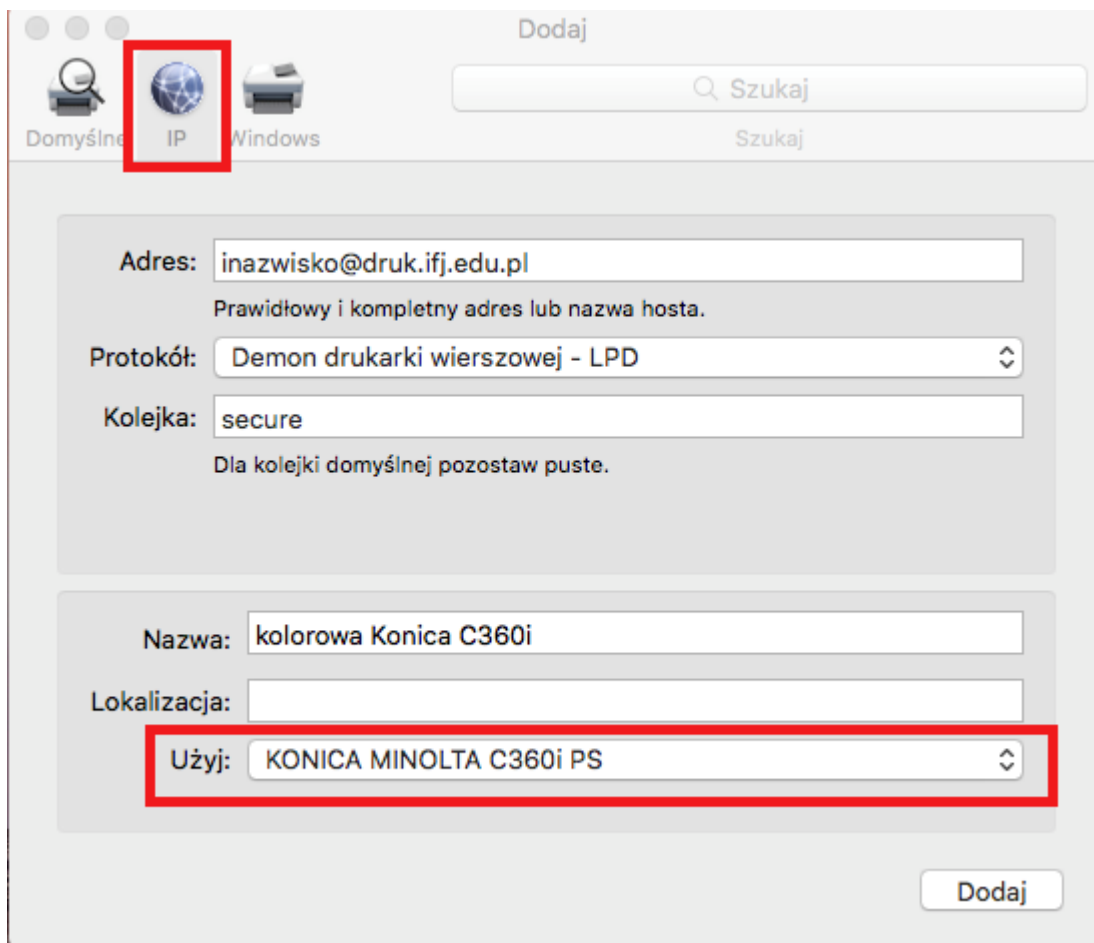 Dodaj
Szukaj
Domyślne IP Windows Szukaj
Adres: inazwisko@druk.ifj.edu.pl
Prawidłowy i kompletny adres lub nazwa hosta.
Protokół: Demon drukarki wierszowej - LPD
Kolejka: secure
Dla kolejki domyślnej pozostaw puste.
Nazwa: kolorowa Konica C360i
Lokalizacja:
Użyj: KONICA MINOLTA C360i PS
Dodaj